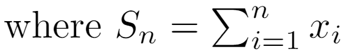 where $S_n = \sum_{i=1}^{n} x_i$